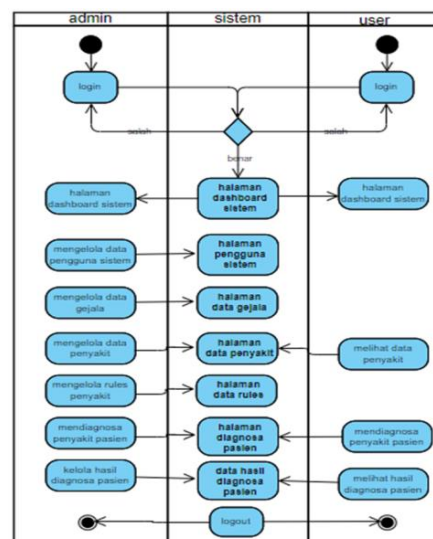 admin
sistem
user
login
login
salah
salah
benar
halaman
dashboard sistem
halaman
dashboard
sistem
halaman
dashboard sistem
mengelola data
pengguna sistem
halaman
pengguna
sistem
mengelola data
gejala
halaman
data gejala
mengelola data
penyakit
halaman
data penyakit
melihat data
penyakit
mengelola rules
penyakit
halaman
data rules
mendiagnosa
penyakit pasien
halaman
diagnosa
pasien
mendiagnosa
penyakit pasien
kelola hasil
diagnosa pasien
data hasil
diagnosa
pasien
melihat hasil
diagnosa pasien
logout